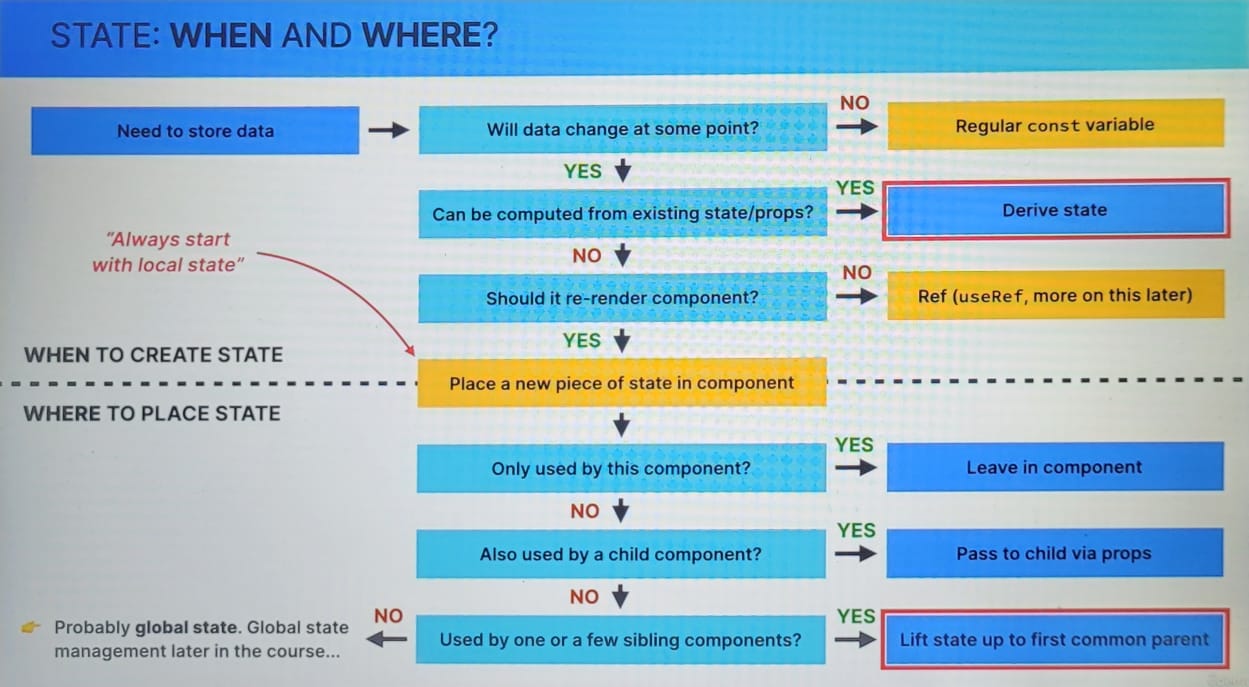 STATE: WHEN AND WHERE?
Need to store data
Will data change at some point?
NO
Regular const variable
YES
Can be computed from existing state/props?
YES
Derive state
"Always start
with local state"
NO
Should it re-render component?
NO
Ref (useRef, more on this later)
YES
WHEN TO CREATE STATE
Place a new piece of state in component
WHERE TO PLACE STATE
Only used by this component?
YES
Leave in component
NO
Also used by a child component?
YES
Pass to child via props
NO
Used by one or a few sibling components?
YES
Lift state up to first common parent
NO
Probably global state. Global state
management later in the course...